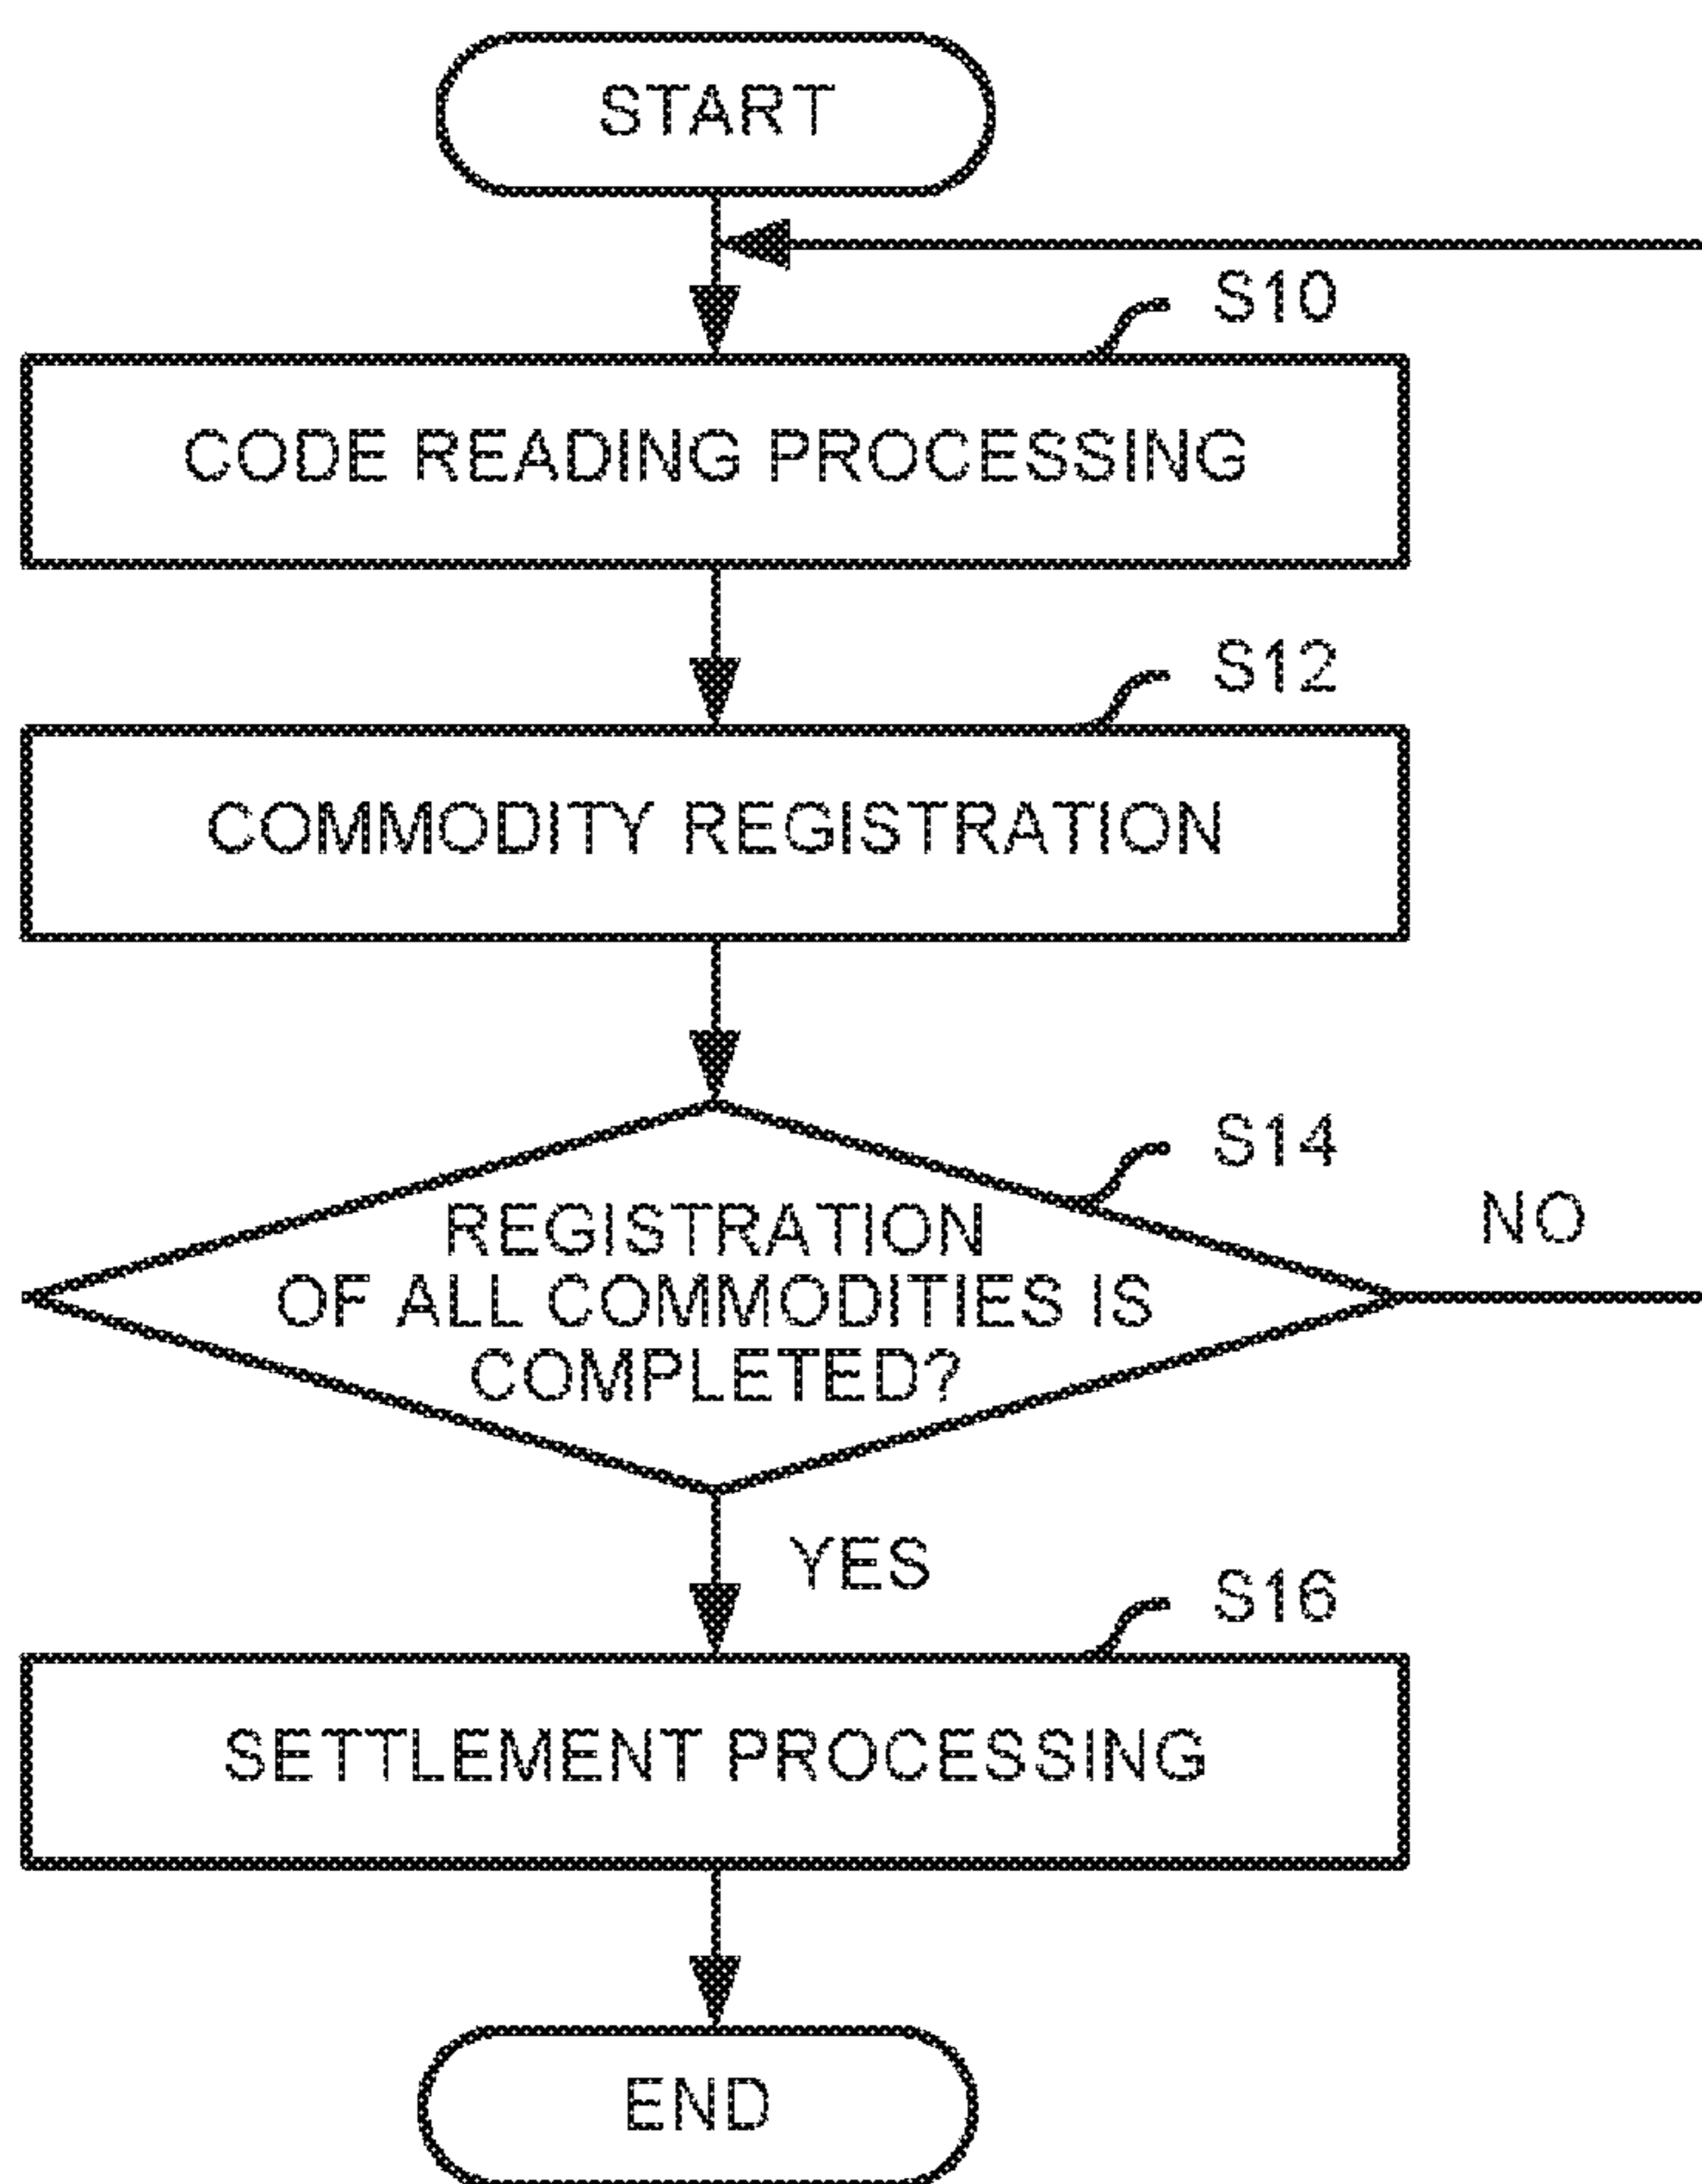 START
S10
CODE READING PROCESSING
S12
COMMODITY REGISTRATION
S14
REGISTRATION
OF ALL COMMODITIES IS
COMPLETED?
NO
YES
S16
SETTLEMENT PROCESSING
END